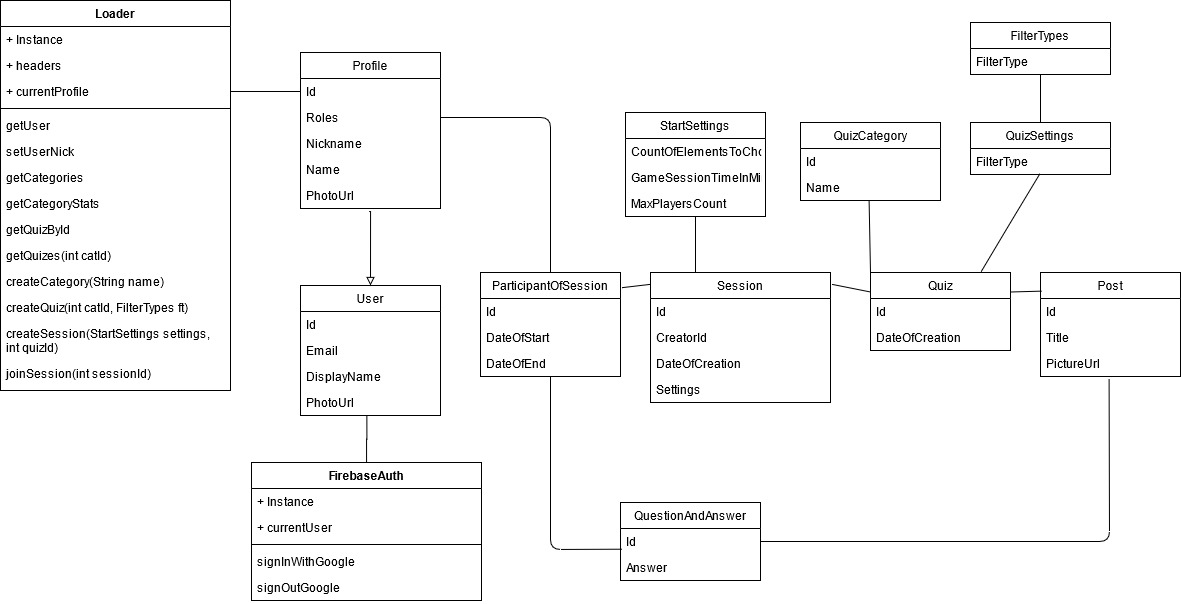 Loader
+ Instance
+ headers
+ currentProfile
getUser
setUserNick
getCategories
getCategoryStats
getQuizById
getQuizes(int catId)
createCategory(String name)
createQuiz(int catId, FilterTypes ft)
createSession(StartSettings settings,
int quizId)
joinSession(int sessionId)
Profile
Id
Roles
Nickname
Name
PhotoUrl
User
Id
Email
DisplayName
PhotoUrl
FirebaseAuth
+ Instance
+ currentUser
signInWithGoogle
signOutGoogle
ParticipantOfSession
Id
DateOfStart
DateOfEnd
StartSettings
CountOfElementsToCho
GameSessionTimeInMi
MaxPlayersCount
Session
Id
CreatorId
DateOfCreation
Settings
QuizCategory
Id
Name
FilterTypes
FilterType
QuizSettings
FilterType
Quiz
Id
DateOfCreation
Post
Id
Title
PictureUrl
QuestionAndAnswer
Id
Answer